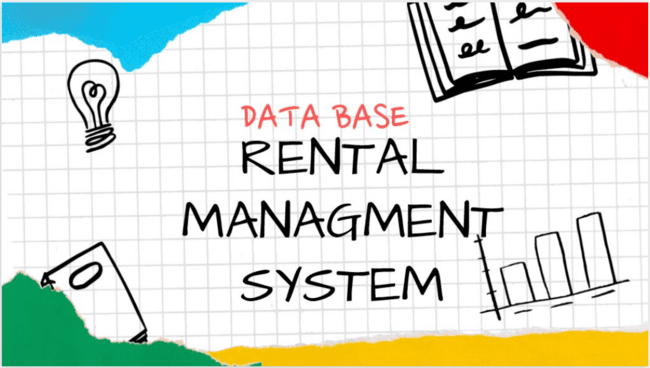 DATA BASE
RENTAL
MANAGMENT
SYSTEM